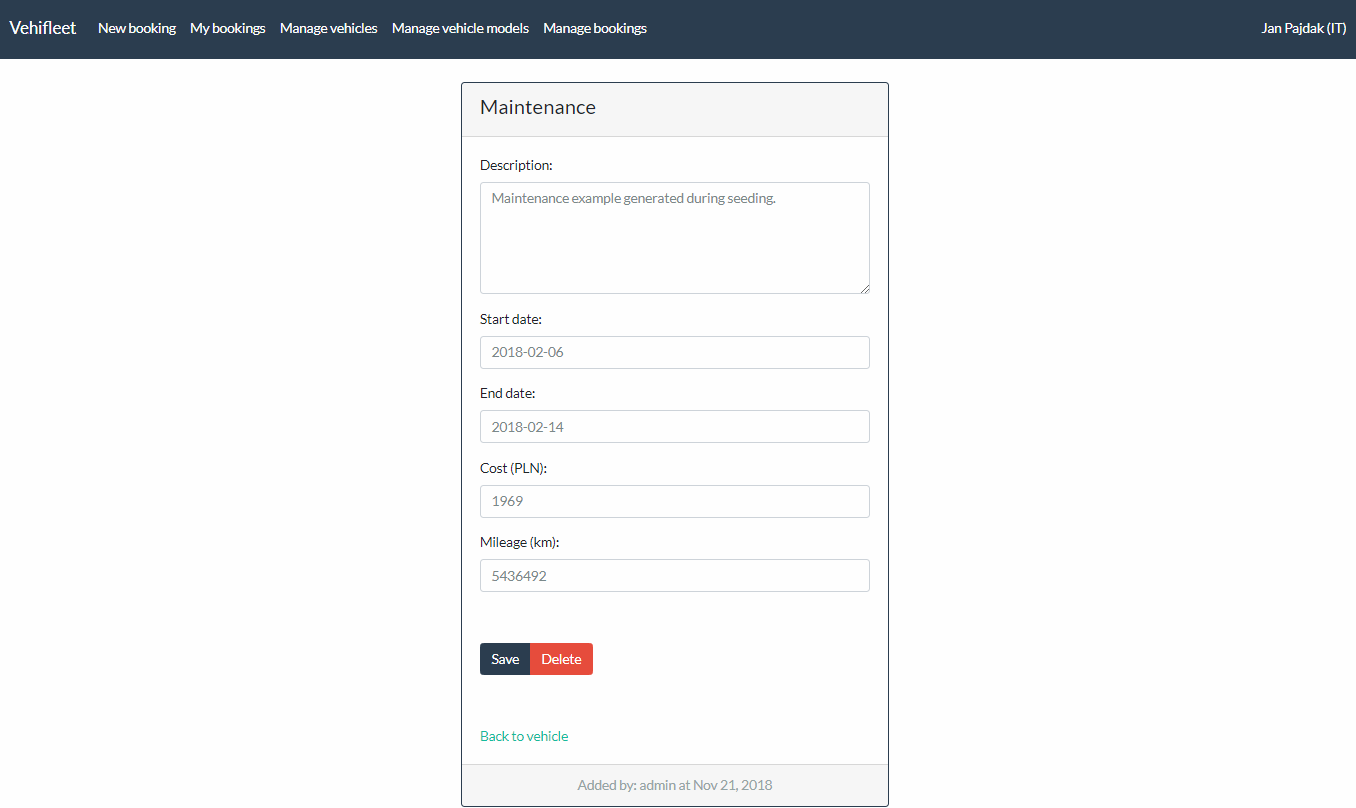 Vehifleet New booking My bookings Manage vehicles Manage vehicle models Manage bookings Jan Pajdak (IT)
Maintenance
Description:
Maintenance example generated during seeding.
Start date:
2018-02-06
End date:
2018-02-14
Cost (PLN):
1969
Mileage (km):
5436492
Save Delete
Back to vehicle
Added by: admin at Nov 21, 2018